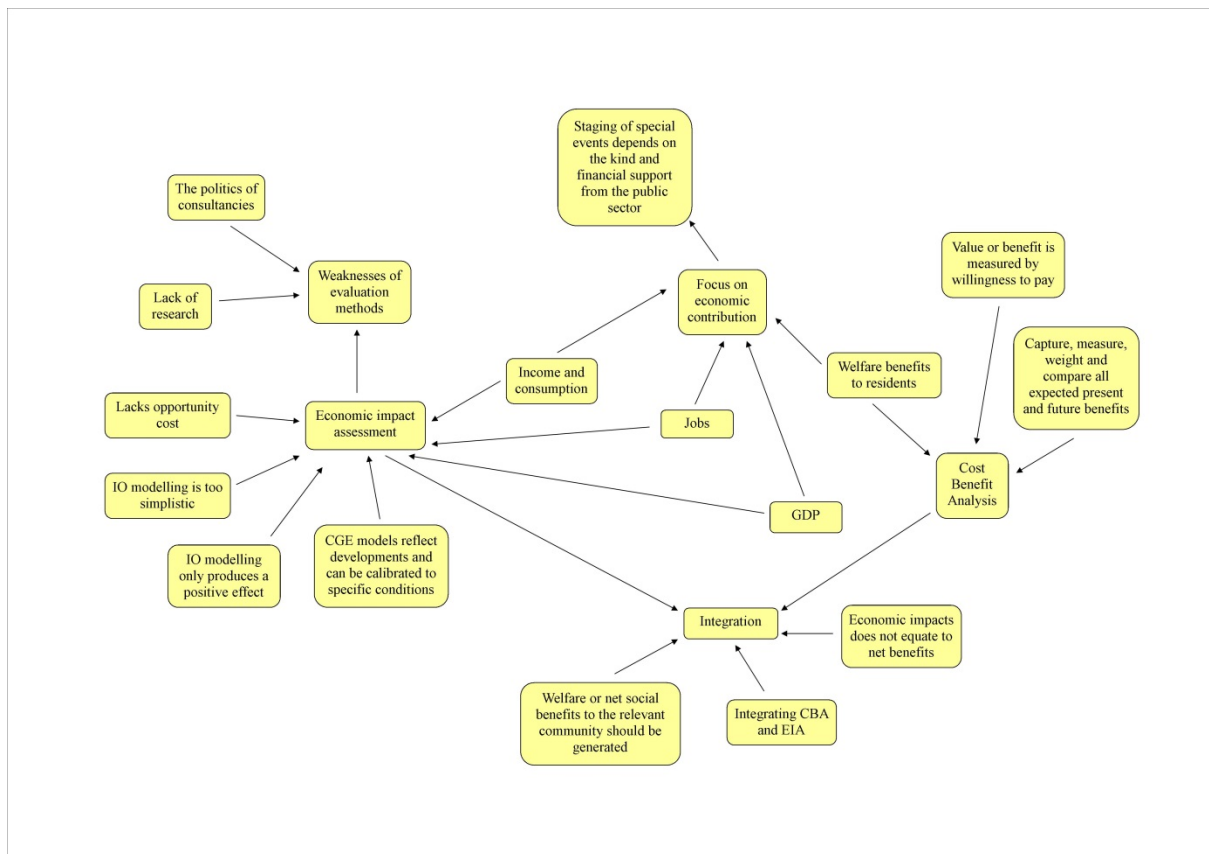 Staging of special
events depends on
the kind and
financial support
from the public
sector
The politics of
consultancies
Value or benefit is
measured by
willingness to pay
Weaknesses of
evaluation
methods
Focus on
economic
contribution
Lack of
research
Capture, measure,
weight and
compare all
expected present
and future benefits
Income and
consumption
Welfare benefits
to residents
Lacks opportunity
cost
Economic impact
assessment
Jobs
Cost
Benefit
Analysis
IO modelling is too
simplistic
GDP
IO modelling
only produces a
positive effect
CGE models reflect
developments and
can be calibrated to
specific conditions
Integration
Economic impacts
does not equate to
net benefits
Welfare or net social
benefits to the relevant
community should be
generated
Integrating CBA
and EIA